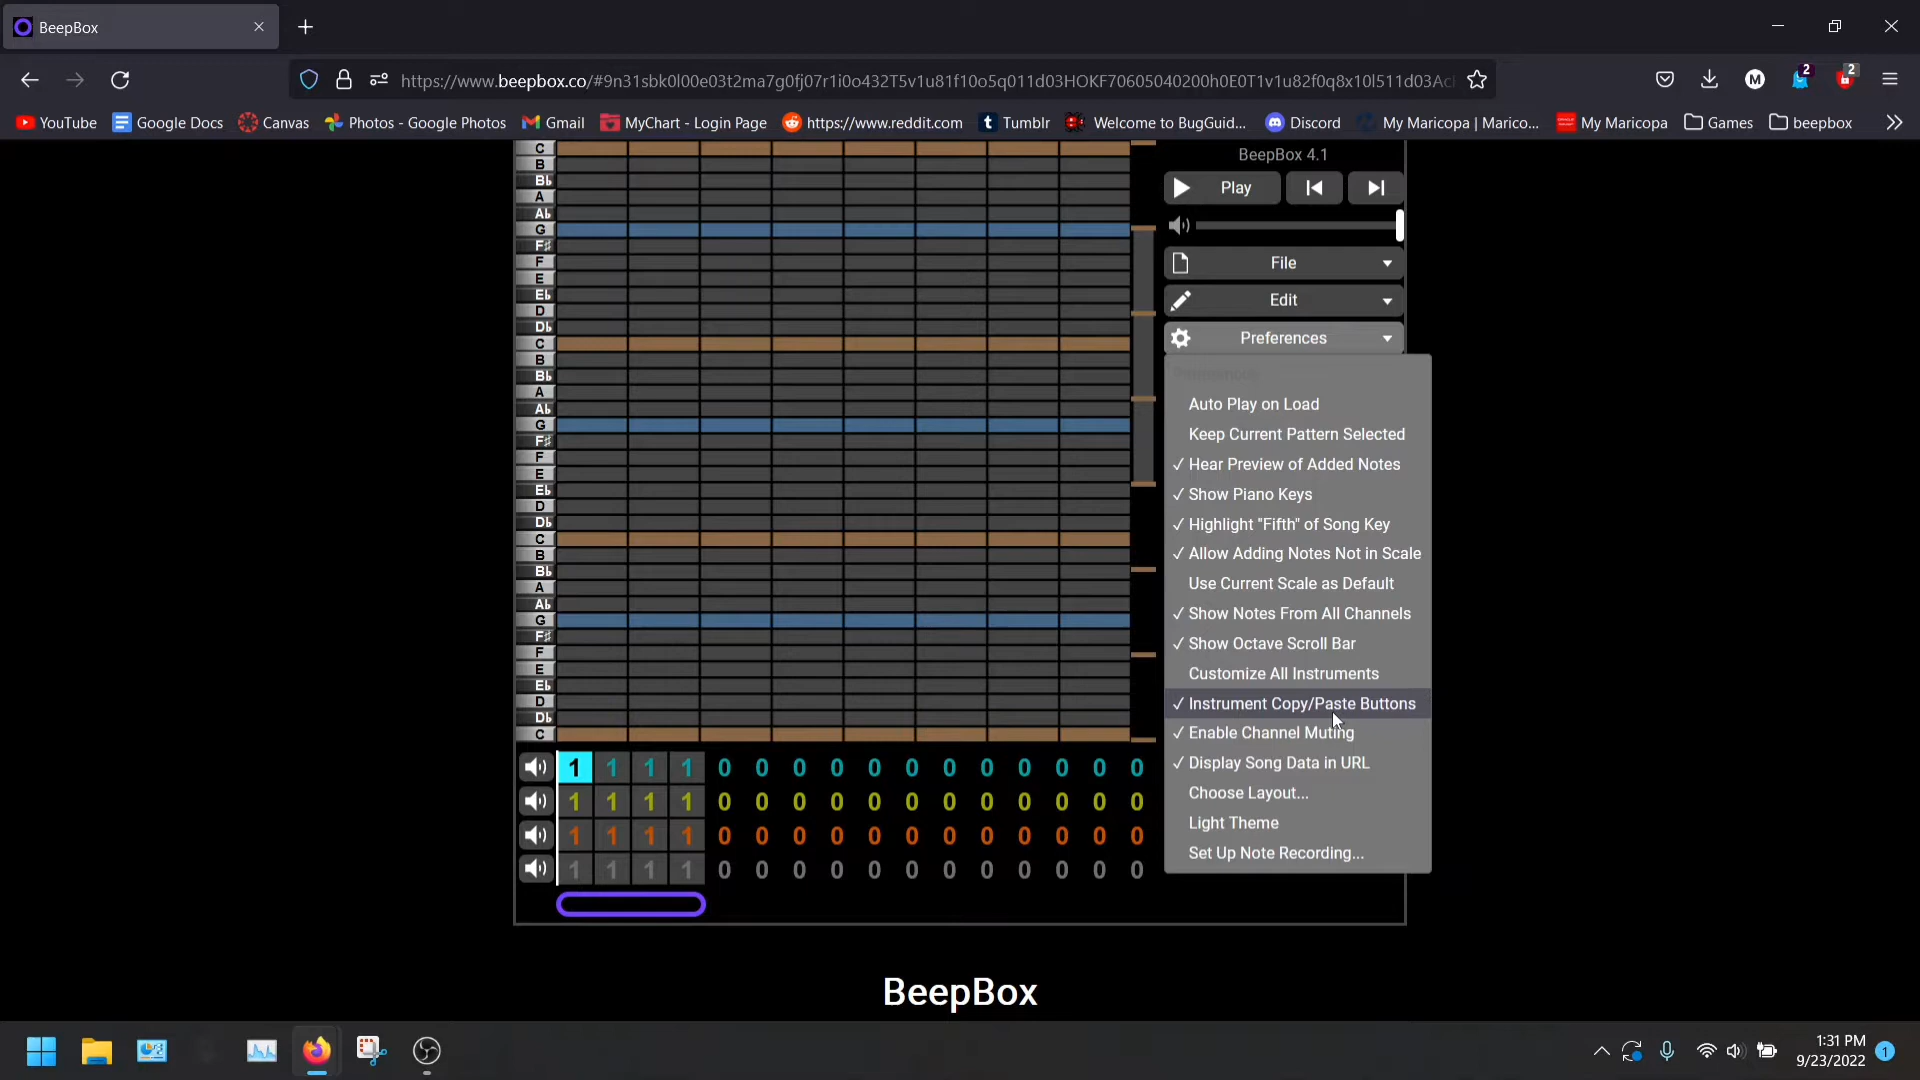 BeepBox
https://www.beepbox.co/#9n31sbk0l00e03t2ma7g0fj07r1i0o432T5v1u81f10o5q011d03HOKF70605040200h0E0T1v1u82f0q8x10l511d03Ac
2
2
YouTube Google Docs Canvas Photos - Google Photos Gmail MyChart - Login Page https://www.reddit.com Tumblr Welcome to BugGuid... Discord My Maricopa | Marico... My Maricopa Games beepbox
C
B
B♭
A
A♭
G
F♯
F
E
E♭
D
D♭
C
B
B♭
A
A♭
G
F♯
F
E
E♭
D
D♭
C
B
B♭
A
A♭
G
F♯
F
E
E♭
D
D♭
C
BeepBox 4.1
Play
File
Edit
Preferences
Auto Play on Load
Keep Current Pattern Selected
✓ Hear Preview of Added Notes
✓ Show Piano Keys
✓ Highlight "Fifth" of Song Key
✓ Allow Adding Notes Not in Scale
Use Current Scale as Default
✓ Show Notes From All Channels
✓ Show Octave Scroll Bar
Customize All Instruments
✓ Instrument Copy/Paste Buttons
✓ Enable Channel Muting
✓ Display Song Data in URL
Choose Layout...
Light Theme
Set Up Note Recording...
1 1 1 1 0 0 0 0 0 0 0 0 0 0 0 0
1 1 1 1 0 0 0 0 0 0 0 0 0 0 0 0
1 1 1 1 0 0 0 0 0 0 0 0 0 0 0 0
1 1 1 1 0 0 0 0 0 0 0 0 0 0 0 0
BeepBox
1:31 PM
9/23/2022
1